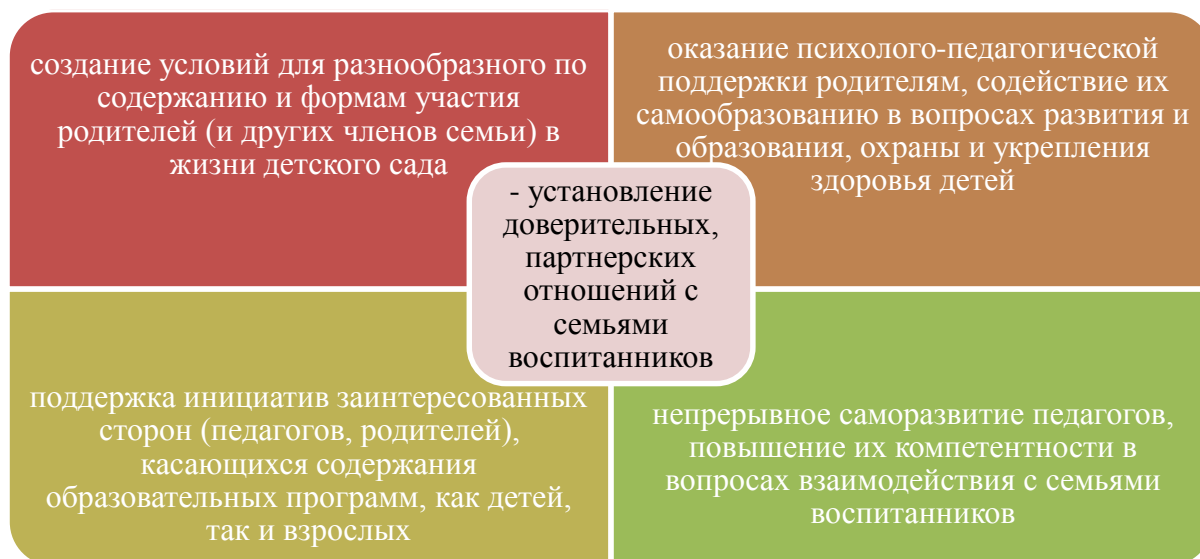 создание условий для разнообразного по
содержанию и формам участия
родителей (и других членов семьи) в
жизни детского сада
оказание психолого-педагогической
поддержки родителям, содействие их
самообразованию в вопросах развития и
образования, охраны и укрепления
здоровья детей
- установление
доверительных,
партнерских
отношений с
семьями
воспитанников
поддержка инициатив заинтересованных
сторон (педагогов, родителей),
касающихся содержания
образовательных программ, как детей,
так и взрослых
непрерывное саморазвитие педагогов,
повышение их компетентности в
вопросах взаимодействия с семьями
воспитанников